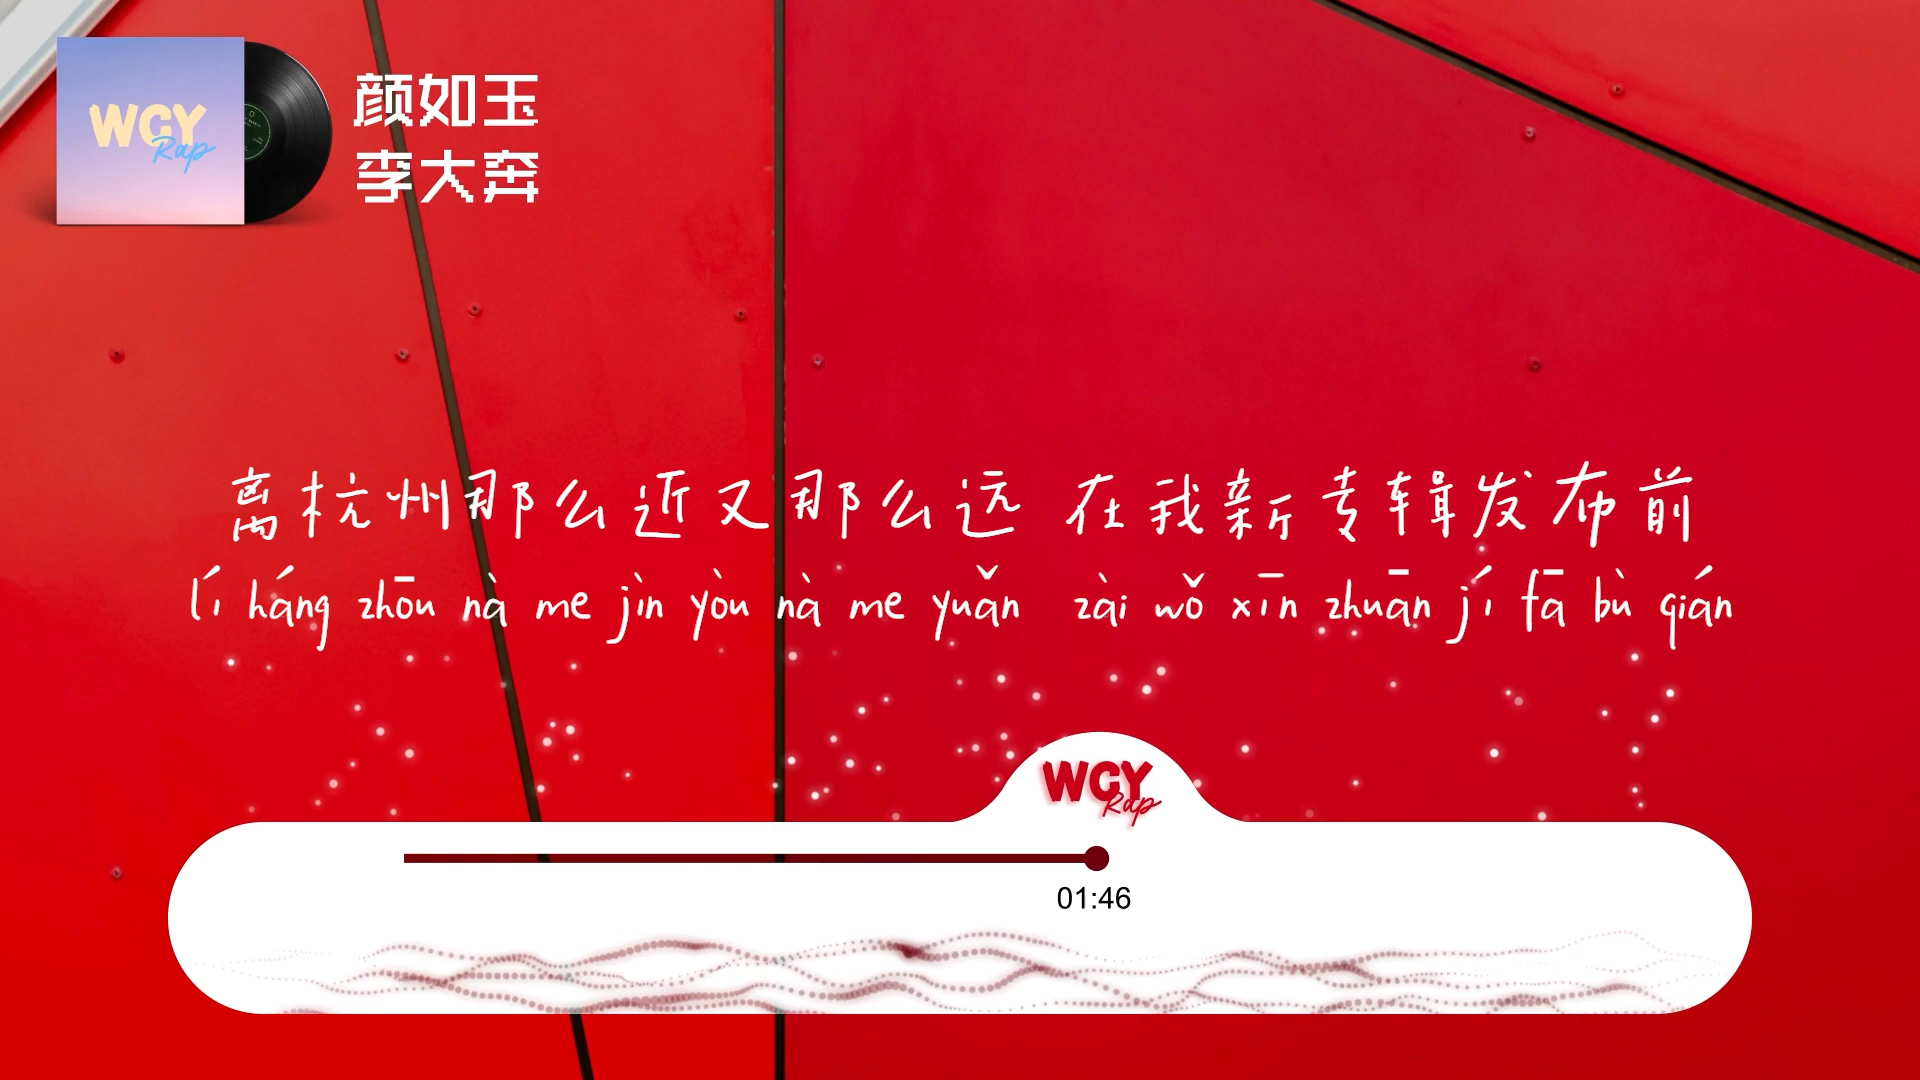 WCY
Rap
颜如玉
李大奔
离杭州那么近又那么远 在我新专辑发布前
lí háng zhōu nà me jìn yòu nà me yuǎn zài wǒ xīn zhuān jí fā bù qián
WCY
Rap
01:46